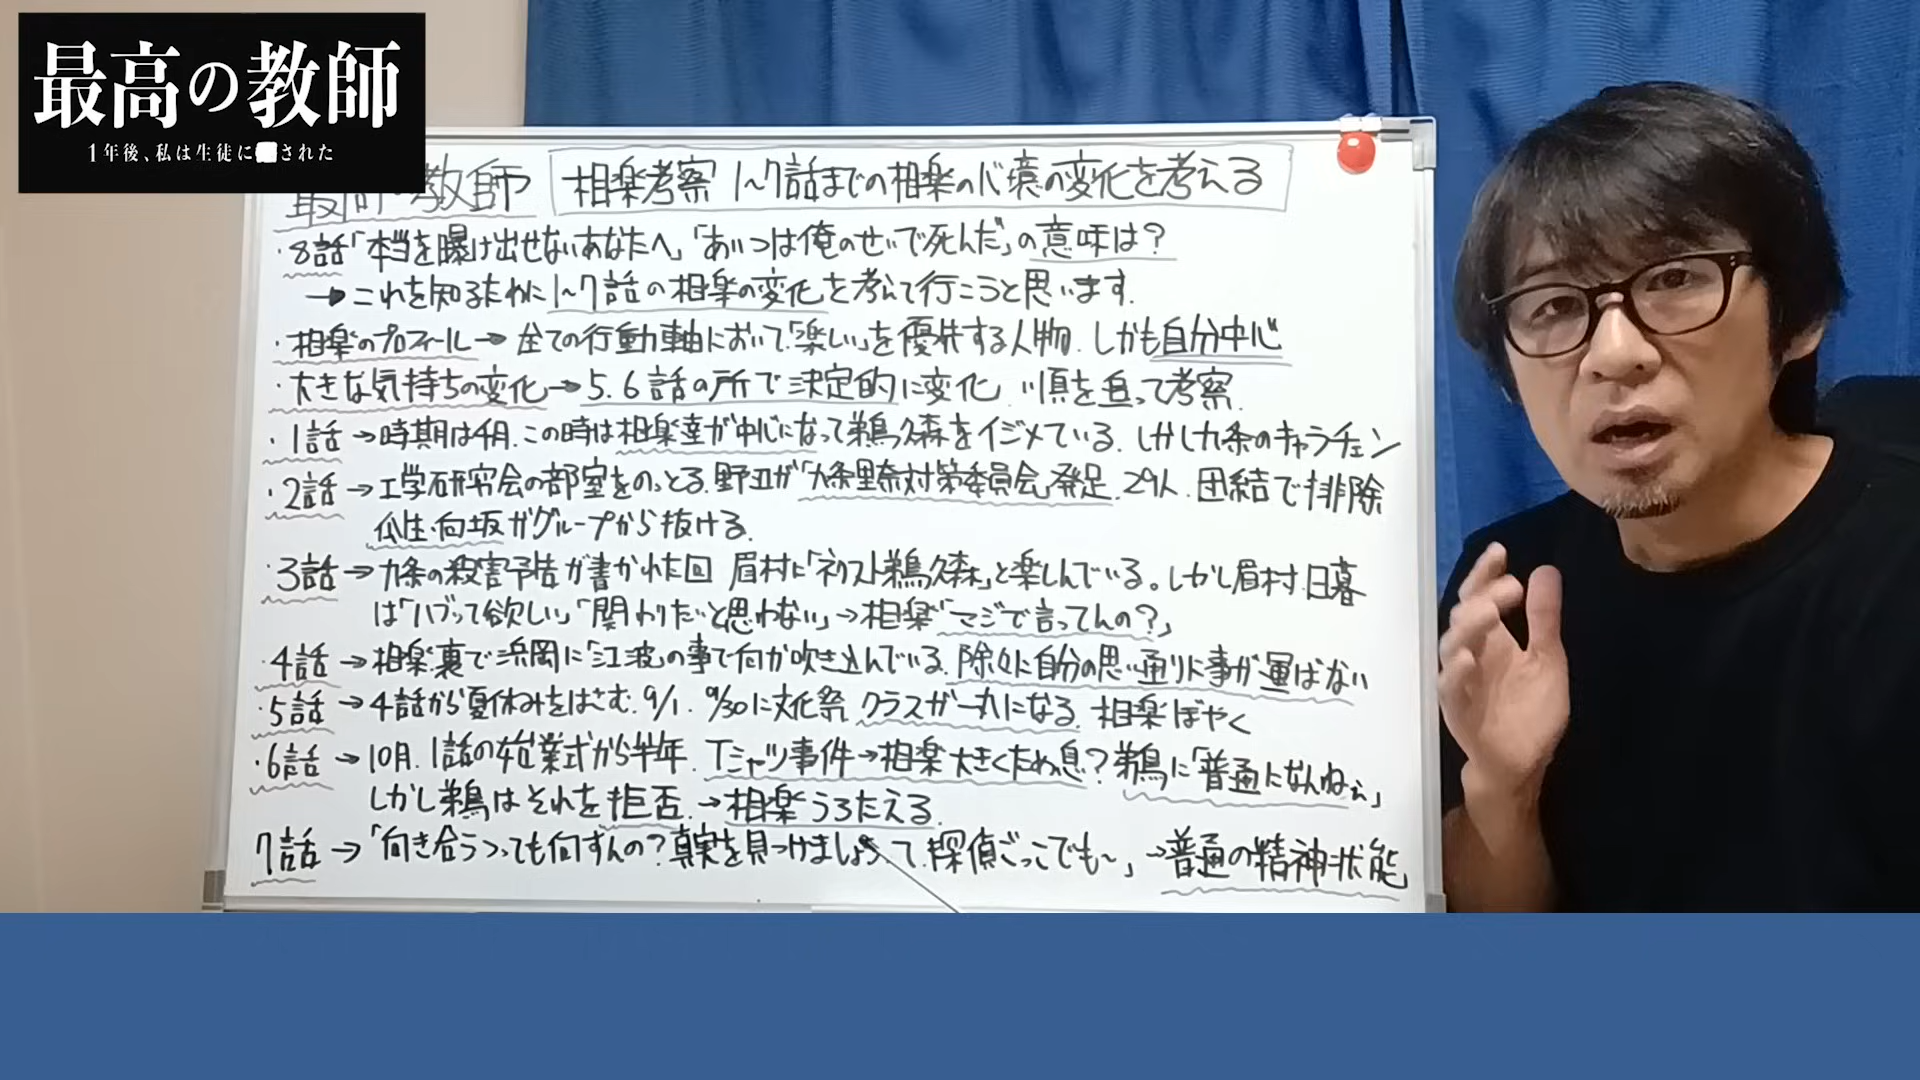 最高の教師
1年後、私は生徒に■された
最高の教師 相楽考察 1〜7話までの相楽の心境の変化を考える
・8話「本当を曝け出せないあなたへ」「あいつは俺のせいで死んだ」の意味は？
→これを知るために1〜7話の相楽の変化を考えて行こうと思います.
・相楽のプロフィール→全ての行動軸において「楽しい」を優先する人物. しかも自分中心
・大きな気持ちの変化→5.6話の所で決定的に変化. 順を追って考察.
・1話→時期は4月.この時は相楽達が中心になって鵜久森をイジメている. しかし九条のキャラチェン
・2話→工学研究会の部室をのっとる.野辺が「九条里奈対策委員会」発足.29人.団結で排除
瓜生・向坂がグループから抜ける.
・3話→九条の殺害予告が書かれた回 眉村に「ネクスト鵜久森」と楽しんでいる。しかし眉村.日暮
は「ハブって欲しい」「関わりたいと思わない」→相楽「マジで言ってんの？」
・4話→相楽裏で浜岡に「江波」の事で何か吹き込んでいる.除々に自分の思い通りに事が運ばない
・5話→4話から夏休みをはさむ.9/1. 9/30に文化祭 クラスが一丸になる. 相楽ぼやく
・6話→10月.1話の始業式から半年.Tシャツ事件→相楽大きくため息？鵜に「普通になんねぇ」
しかし鵜はそれを拒否.→相楽うろたえる.
7話→「向き合うっつっても何すんの？真実を見つけましょうって.探偵ごっこでも〜」→普通の精神状態